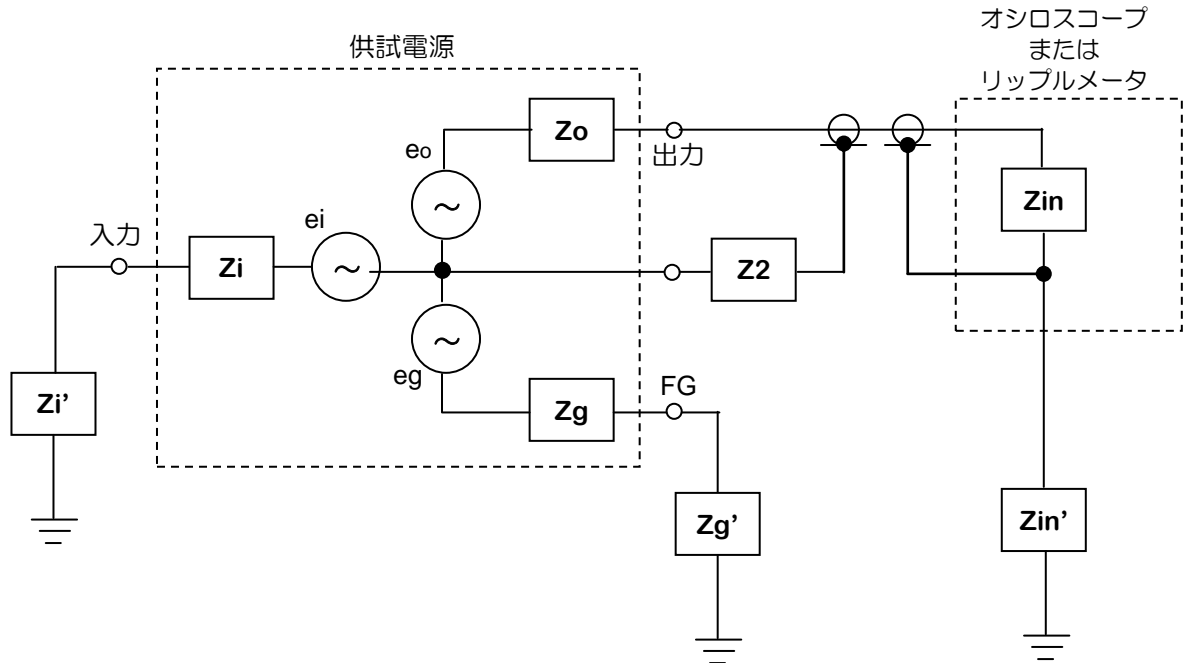 オシロスコープ
または
リップルメータ
供試電源
Zo
eo
出力
Zin
ei
入力
Zi
Z2
eg
FG
Zi'
Zg
Zg'
Zin'